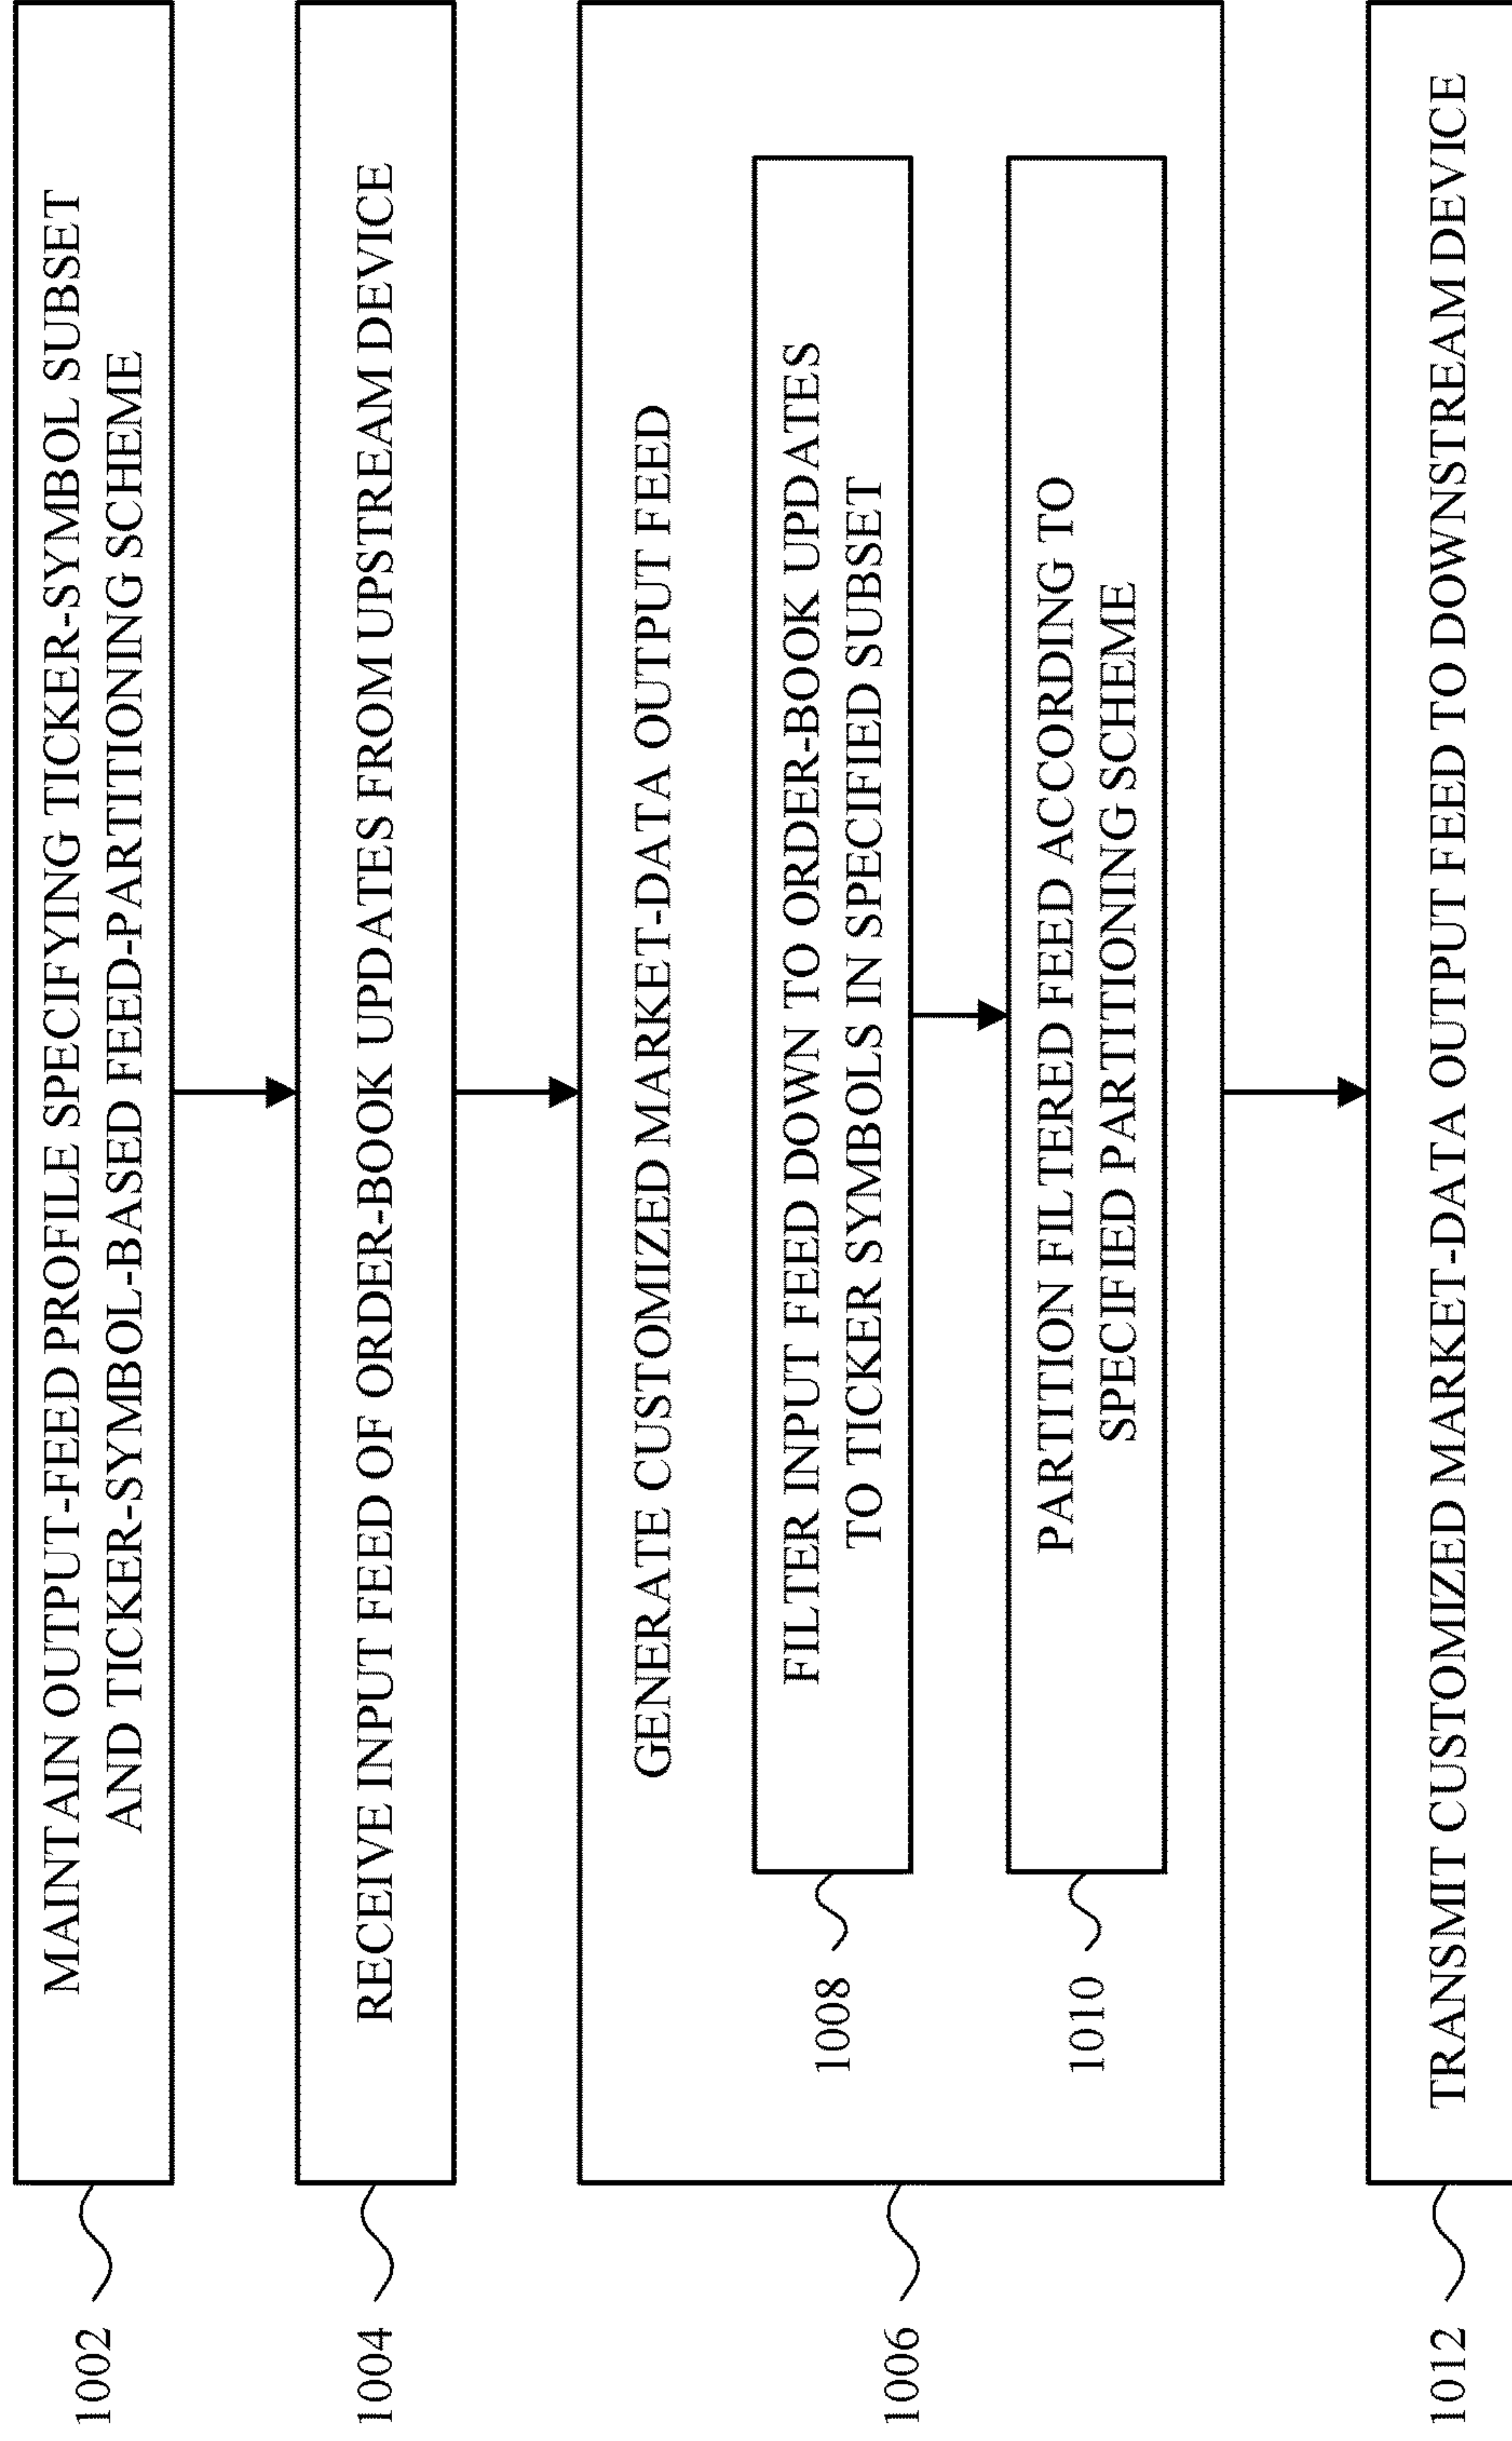 1002
MAINTAIN OUTPUT-FEED PROFILE SPECIFYING TICKER-SYMBOL SUBSET
AND TICKER-SYMBOL-BASED FEED-PARTITIONING SCHEME
1004
RECEIVE INPUT FEED OF ORDER-BOOK UPDATES FROM UPSTREAM DEVICE
1006
GENERATE CUSTOMIZED MARKET-DATA OUTPUT FEED
1008
FILTER INPUT FEED DOWN TO ORDER-BOOK UPDATES
TO TICKER SYMBOLS IN SPECIFIED SUBSET
1010
PARTITION FILTERED FEED ACCORDING TO
SPECIFIED PARTITIONING SCHEME
1012
TRANSMIT CUSTOMIZED MARKET-DATA OUTPUT FEED TO DOWNSTREAM DEVICE